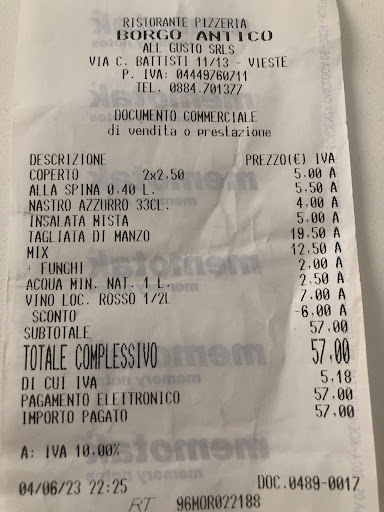 RISTORANTE PIZZERIA
BORGO ANTICO
ALL GUSTO SRLS
VIA C. BATTISTI 11/13 - VIESTE
P. IVA: 04449760711
TEL. 0884.701377
DOCUMENTO COMMERCIALE
di vendita o prestazione
DESCRIZIONE PREZZO(€) IVA
COPERTO 2x2.50 5,00 A
ALLA SPINA 0.40 L. 5,50 A
NASTRO AZZURRO 33CL. 4,00 A
INSALATA MISTA 5,00 A
TAGLIATA DI MANZO 19,50 A
MIX 12,50 A
+ FUNGHI 2,00 A
ACQUA MIN. NAT. 1 L. 2,50 A
VINO LOC. ROSSO 1/2L 7,00 A
SCONTO -6,00 A
SUBTOTALE 57,00
TOTALE COMPLESSIVO 57,00
DI CUI IVA 5,18
PAGAMENTO ELETTRONICO 57,00
IMPORTO PAGATO 57,00
A: IVA 10,00%
04/06/23 22:25 DOC.0489-0017
RT 96MOR022188